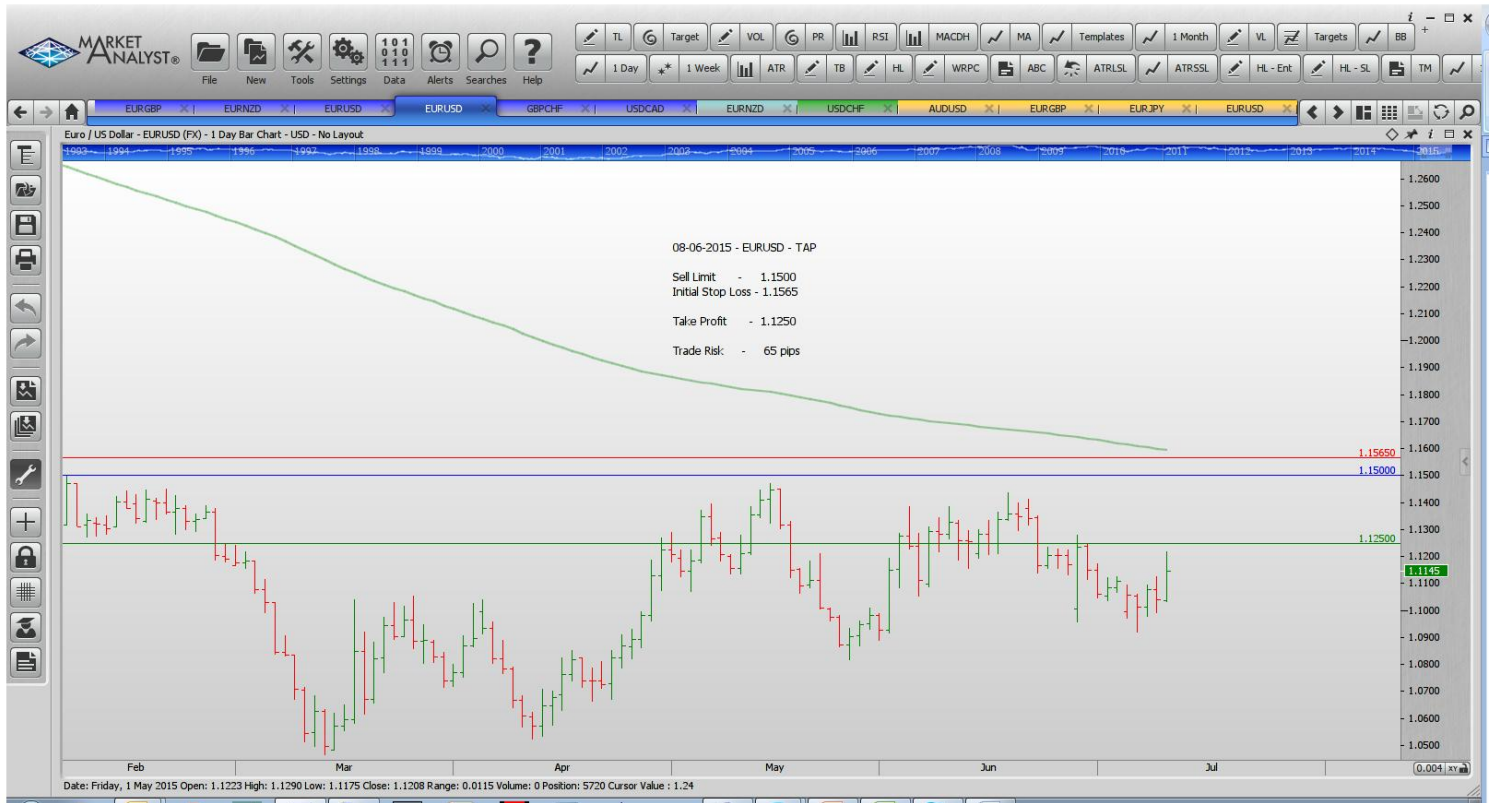 MARKET
ANALYST®
File New Tools Settings Data Alerts Searches Help
TL Target VOL PR RSI MACDH MA Templates 1 Month VL Targets BB
1 Day 1 Week ATR TB HL WRPC ABC ATRLSL ATRSSL HL - Ent HL - SL TM
EURGBP EURNZD EURUSD EURUSD GBPCHF USDCAD EURNZD USDCHF AUDUSD EURGBP EURJPY EURUSD
Euro / US Dollar - EURUSD (FX) - 1 Day Bar Chart - USD - No Layout
1993 1994 1995 1996 1997 1998 1999 2000 2001 2002 2003 2004 2005 2006 2007 2008 2009 2010 2011 2012 2013 2014 2015
08-06-2015 - EURUSD - TAP
Sell Limit - 1.1500
Initial Stop Loss - 1.1565
Take Profit - 1.1250
Trade Risk - 65 pips
1.2600
1.2500
1.2400
1.2300
1.2200
1.2100
1.2000
1.1900
1.1800
1.1700
1.1600
1.15650
1.15000
1.1500
1.1400
1.1300
1.12500
1.1200
1.1145
1.1100
1.1000
1.0900
1.0800
1.0700
1.0600
1.0500
Feb Mar Apr May Jun Jul
0.004 XY
Date: Friday, 1 May 2015 Open: 1.1223 High: 1.1290 Low: 1.1175 Close: 1.1208 Range: 0.0115 Volume: 0 Position: 5720 Cursor Value : 1.24